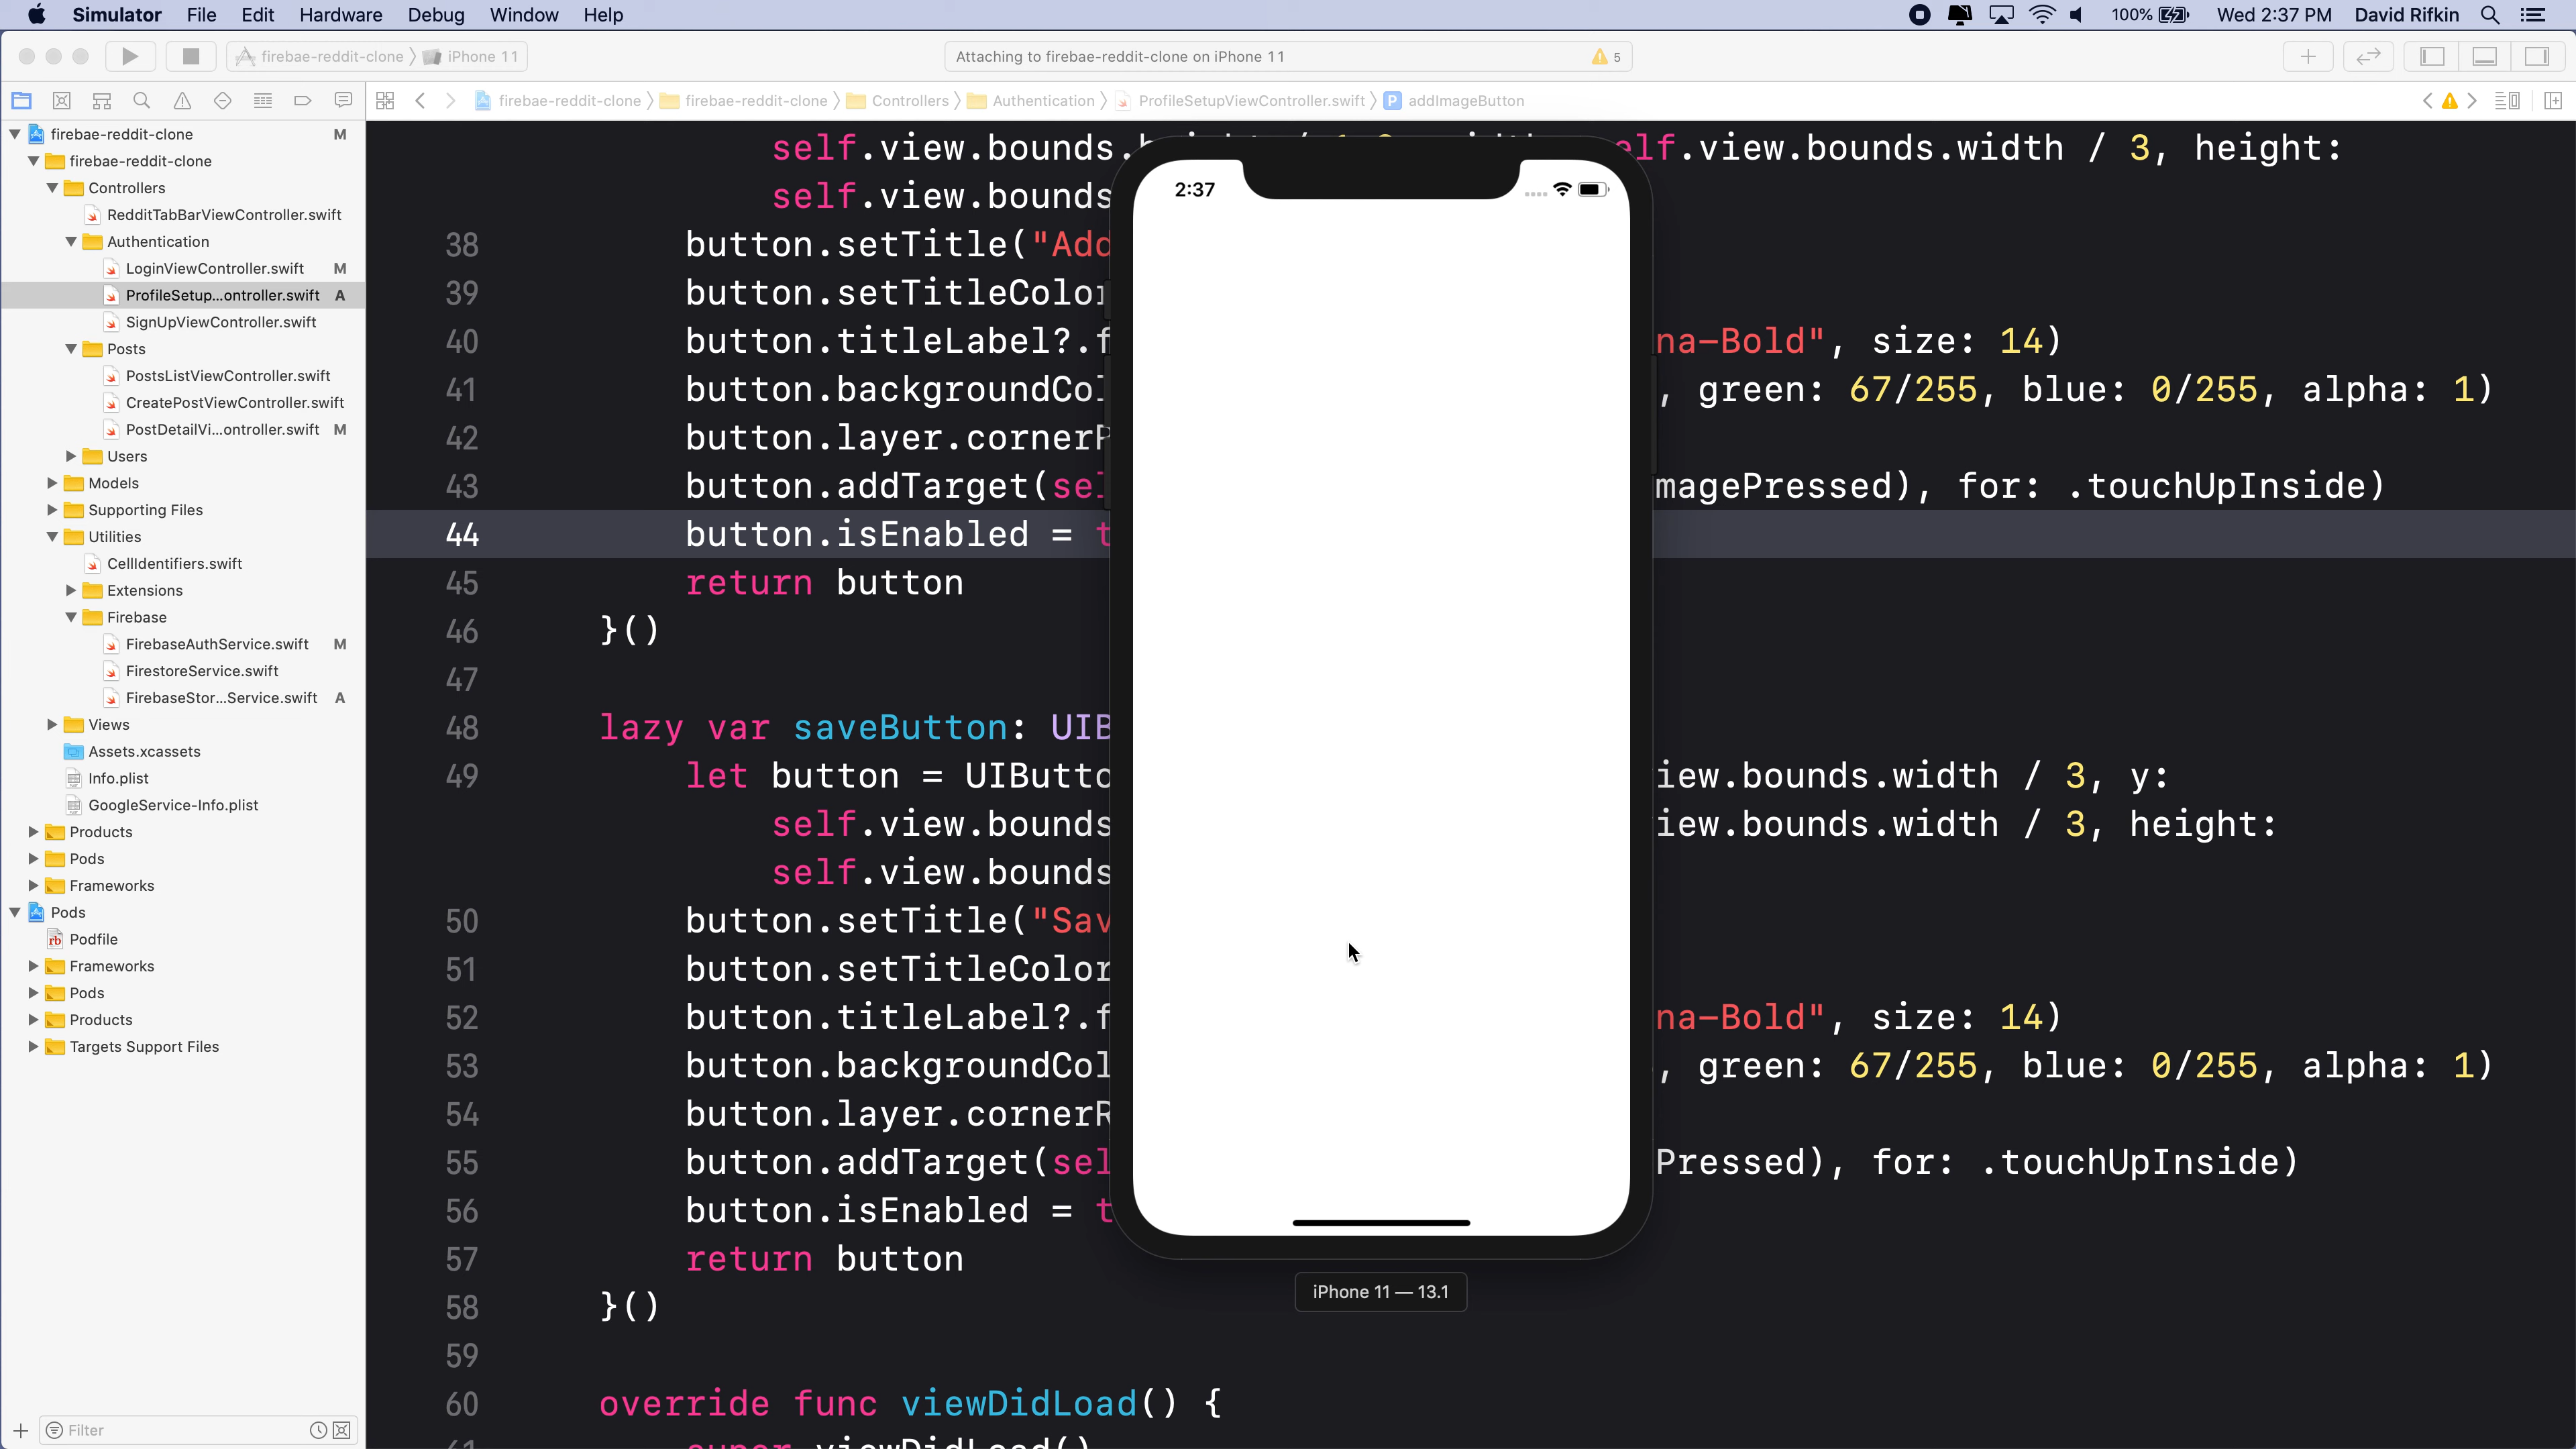 Simulator File Edit Hardware Debug Window Help 100% Wed 2:37 PM David Rifkin
firebae-reddit-clone iPhone 11 Attaching to firebae-reddit-clone on iPhone 11 5
firebae-reddit-clone firebae-reddit-clone Controllers Authentication ProfileSetupViewController.swift P addImageButton
firebae-reddit-clone M
firebae-reddit-clone
Controllers
RedditTabBarViewController.swift
Authentication
LoginViewController.swift M
ProfileSetup...ontroller.swift A
SignUpViewController.swift
Posts
PostsListViewController.swift
CreatePostViewController.swift
PostDetailVi...ontroller.swift M
Users
Models
Supporting Files
Utilities
CellIdentifiers.swift
Extensions
Firebase
FirebaseAuthService.swift M
FirestoreService.swift
FirebaseStor...Service.swift A
Views
Assets.xcassets
Info.plist
GoogleService-Info.plist
Products
Pods
Frameworks
Pods
rb Podfile
Frameworks
Pods
Products
Targets Support Files
Filter
self.view.bounds. self.view.bounds.width / 3, height:
self.view.bounds
38 button.setTitle("Add
39 button.setTitleColor
40 button.titleLabel?.f na-Bold", size: 14)
41 button.backgroundCol , green: 67/255, blue: 0/255, alpha: 1)
42 button.layer.cornerR
43 button.addTarget(sel magePressed), for: .touchUpInside)
44 button.isEnabled = t
45 return button
46 }()
47
48 lazy var saveButton: UIB
49 let button = UIButto iew.bounds.width / 3, y:
self.view.bounds iew.bounds.width / 3, height:
self.view.bounds
50 button.setTitle("Sav
51 button.setTitleColor
52 button.titleLabel?.f na-Bold", size: 14)
53 button.backgroundCol , green: 67/255, blue: 0/255, alpha: 1)
54 button.layer.cornerR
55 button.addTarget(sel Pressed), for: .touchUpInside)
56 button.isEnabled = t
57 return button
58 }()
59
60 override func viewDidLoad() {
61 super.viewDidLoad()
2:37
iPhone 11 — 13.1